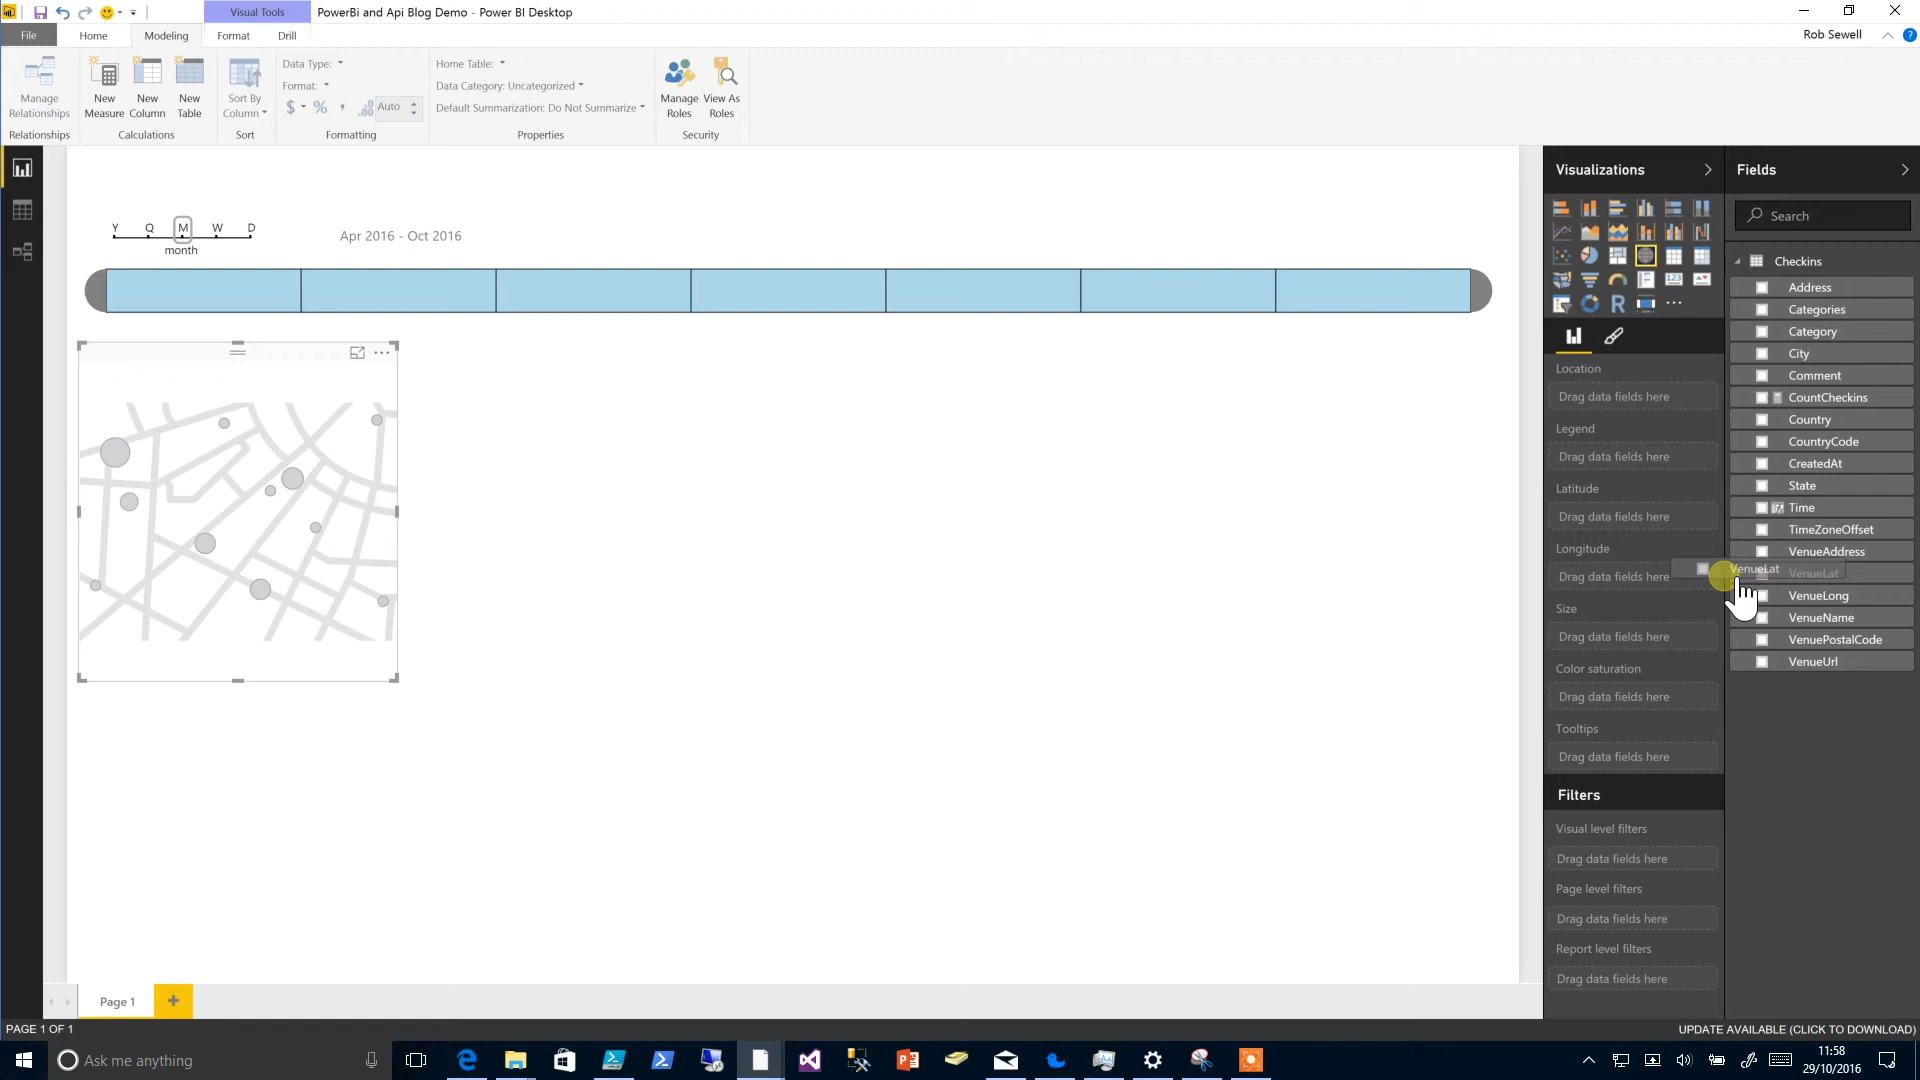 Visual Tools
PowerBi and Api Blog Demo - Power BI Desktop
File
Home
Modeling
Format
Drill
Rob Sewell
?
Manage
Relationships
Relationships
New
Measure
New
Column
New
Table
Calculations
Sort By
Column
Sort
Data Type:
Format:
$ % , .00 Auto
Formatting
Home Table:
Data Category: Uncategorized
Default Summarization: Do Not Summarize
Properties
Manage
Roles
View As
Roles
Security
Y Q M W D
month
Apr 2016 - Oct 2016
Visualizations
R
123
Location
Drag data fields here
Legend
Drag data fields here
Latitude
Drag data fields here
Longitude
Drag data fields here
Size
Drag data fields here
Color saturation
Drag data fields here
Tooltips
Drag data fields here
Filters
Visual level filters
Drag data fields here
Page level filters
Drag data fields here
Report level filters
Drag data fields here
Fields
Search
Checkins
Address
Categories
Category
City
Comment
CountCheckins
Country
CountryCode
CreatedAt
State
Time
TimeZoneOffset
VenueAddress
VenueLat
VenueLat
VenueLong
VenueName
VenuePostalCode
VenueUrl
Page 1
+
PAGE 1 OF 1
UPDATE AVAILABLE (CLICK TO DOWNLOAD)
Ask me anything
11:58
29/10/2016